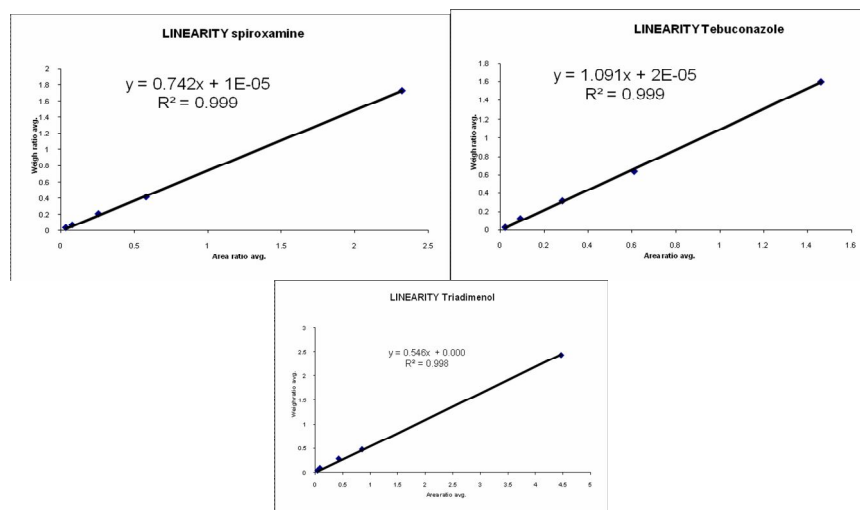 LINEARITY spiroxamine
y = 0.742x + 1E-05
R² = 0.999
Weigh ratio avg.
2
1.8
1.6
1.4
1.2
1
0.8
0.6
0.4
0.2
0
0 0.5 1 1.5 2 2.5
Area ratio avg.
LINEARITY Tebuconazole
y = 1.091x + 2E-05
R² = 0.999
Weigh ratio avg.
1.8
1.6
1.4
1.2
1
0.8
0.6
0.4
0.2
0
0 0.2 0.4 0.6 0.8 1 1.2 1.4 1.6
Area ratio avg.
LINEARITY Triadimenol
y = 0.546x + 0.000
R² = 0.998
Weigh ratio avg.
3
2.5
2
1.5
1
0.5
0
0 0.5 1 1.5 2 2.5 3 3.5 4 4.5 5
Area ratio avg.